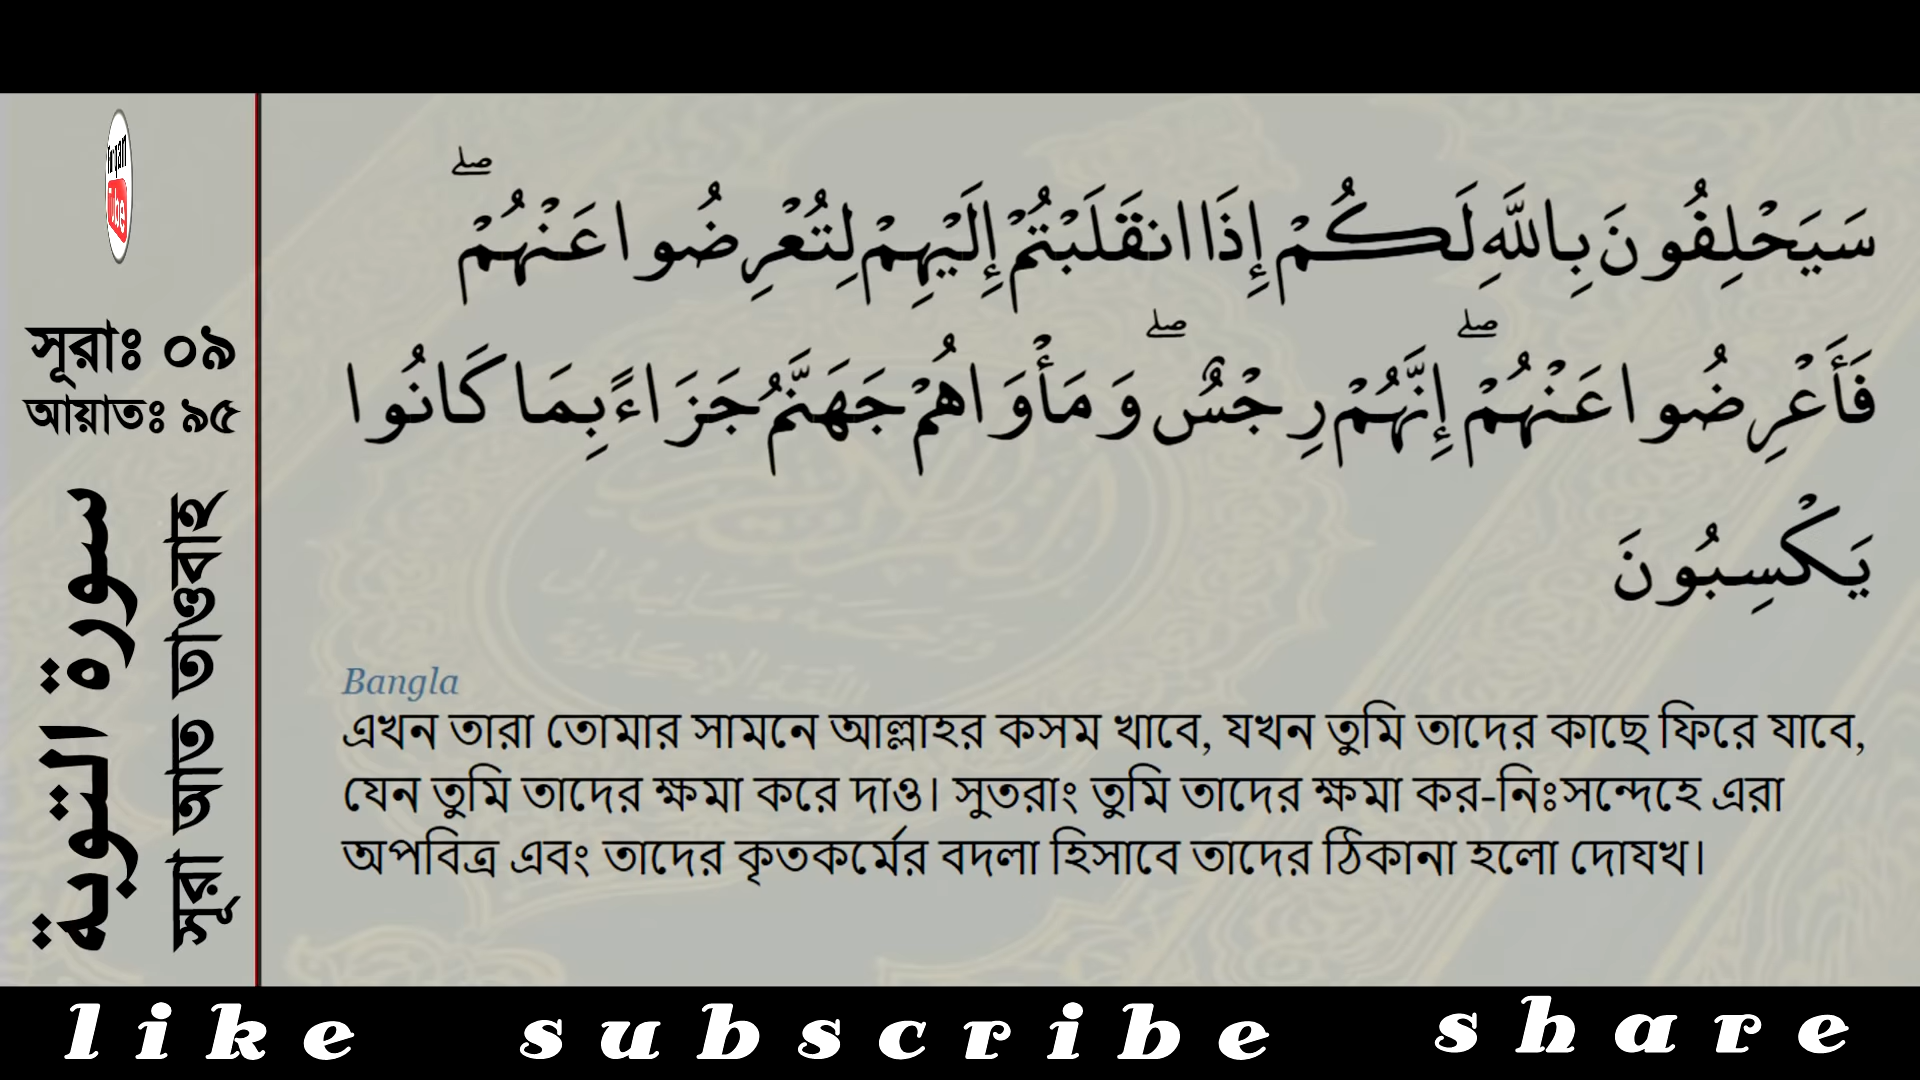 সূরাঃ ০৯
আয়াতঃ ৯৫
سورة التوبة
সূরা আত তাওবাহ
سَيَحْلِفُونَ بِاللَّهِ لَكُمْ إِذَا انقَلَبْتُمْ إِلَيْهِمْ لِتُعْرِضُوا عَنْهُمْ ۖ
فَأَعْرِضُوا عَنْهُمْ ۖ إِنَّهُمْ رِجْسٌ ۖ وَمَأْوَاهُمْ جَهَنَّمُ جَزَاءً بِمَا كَانُوا
يَكْسِبُونَ
Bangla
এখন তারা তোমার সামনে আল্লাহর কসম খাবে, যখন তুমি তাদের কাছে ফিরে যাবে,
যেন তুমি তাদের ক্ষমা করে দাও। সুতরাং তুমি তাদের ক্ষমা কর-নিঃসন্দেহে এরা
অপবিত্র এবং তাদের কৃতকর্মের বদলা হিসাবে তাদের ঠিকানা হলো দোযখ।
like subscribe share